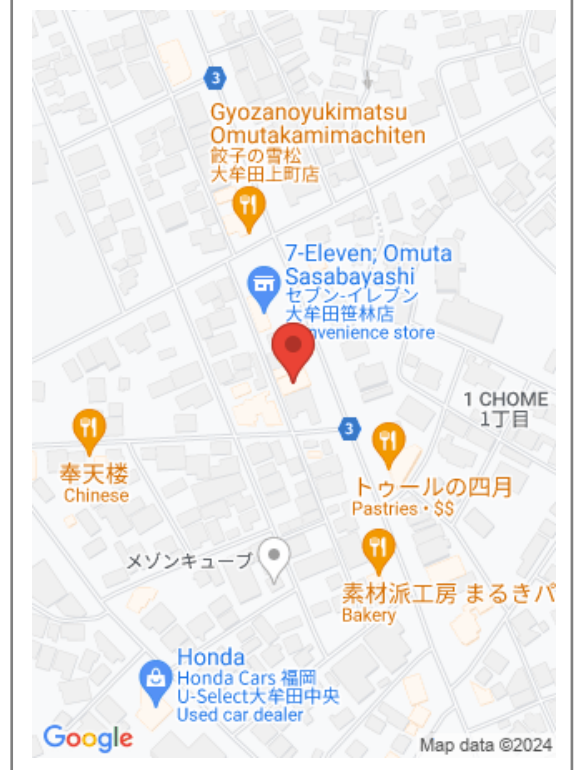 3
Gyozanoyukimatsu
Omutakamimachiten
餃子の雪松
大牟田上町店
7-Eleven; Omuta
Sasabayashi
セブン-イレブン
大牟田笹林店
convenience store
1 CHOME
1丁目
3
奉天楼
Chinese
トゥールの四月
Pastries • $$
メゾンキューブ
素材派工房 まるきパ
Bakery
Honda
Honda Cars 福岡
U-Select大牟田中央
Used car dealer
Google
Map data ©2024